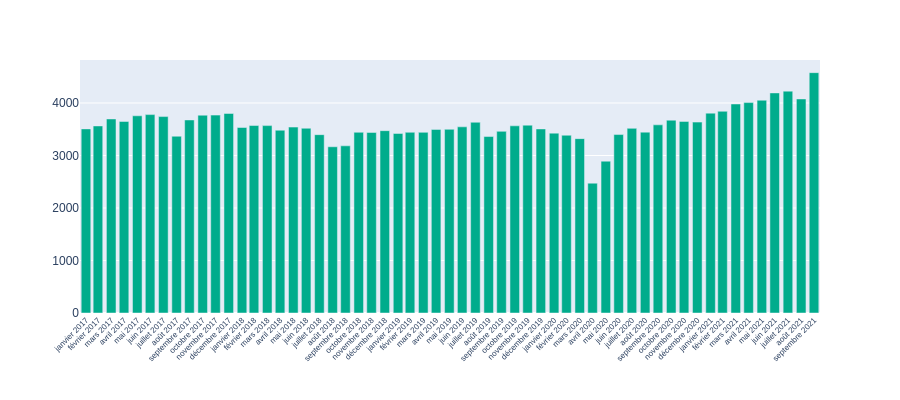 4000
3000
2000
1000
0
janvier 2017
février 2017
mars 2017
avril 2017
mai 2017
juin 2017
juillet 2017
août 2017
septembre 2017
octobre 2017
novembre 2017
décembre 2017
janvier 2018
février 2018
mars 2018
avril 2018
mai 2018
juin 2018
juillet 2018
août 2018
septembre 2018
octobre 2018
novembre 2018
décembre 2018
janvier 2019
février 2019
mars 2019
avril 2019
mai 2019
juin 2019
juillet 2019
août 2019
septembre 2019
octobre 2019
novembre 2019
décembre 2019
janvier 2020
février 2020
mars 2020
avril 2020
mai 2020
juin 2020
juillet 2020
août 2020
septembre 2020
octobre 2020
novembre 2020
décembre 2020
janvier 2021
février 2021
mars 2021
avril 2021
mai 2021
juin 2021
juillet 2021
août 2021
septembre 2021